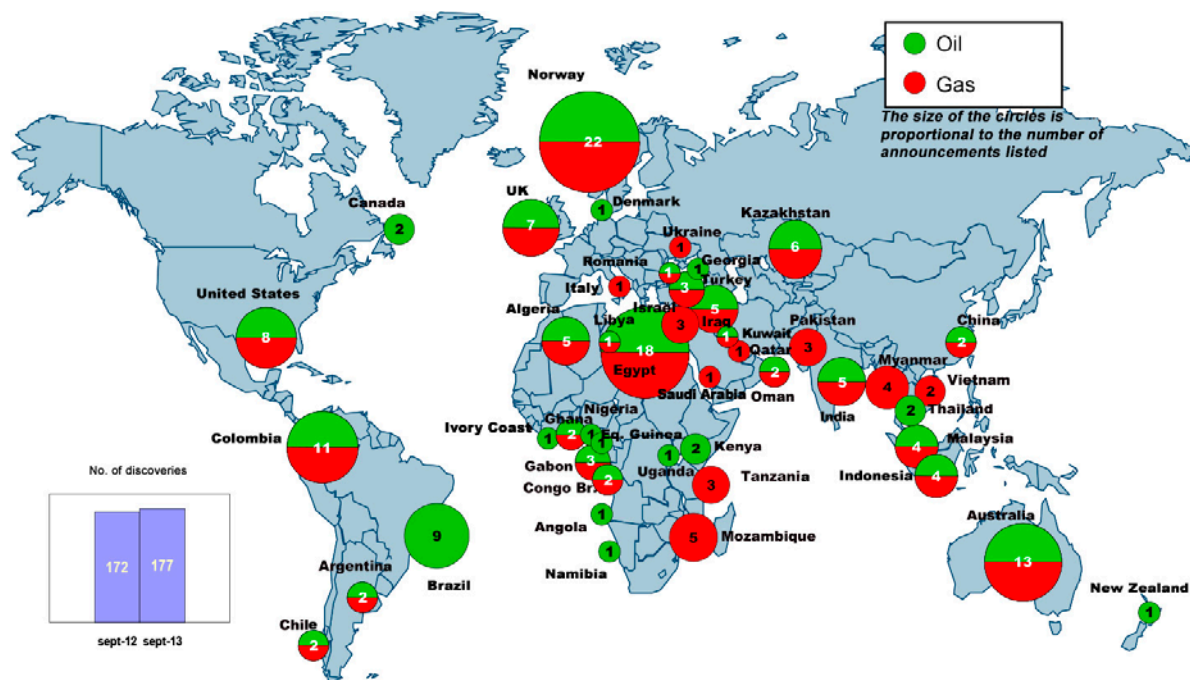 Oil
Gas
The size of the circles is
proportional to the number of
announcements listed
Norway
22
UK
7
Denmark
1
Canada
2
Kazakhstan
6
Ukraine
1
Romania
1
Georgia
1
Italy
1
Turkey
3
United States
8
Algeria
5
Libya
1
Israel
3
Iraq
5
Kuwait
1
Qatar
1
Pakistan
3
China
2
Egypt
18
Saudi Arabia
1
Oman
2
India
5
Myanmar
4
Vietnam
2
Thailand
2
Colombia
11
Ivory Coast
1
Ghana
2
Nigeria
1
Eq. Guinea
1
Gabon
3
Congo Br.
2
Uganda
1
Kenya
2
Tanzania
3
Malaysia
4
Indonesia
4
No. of discoveries
172
177
sept-12
sept-13
Brazil
9
Angola
1
Namibia
1
Mozambique
5
Australia
13
New Zealand
1
Argentina
2
Chile
2